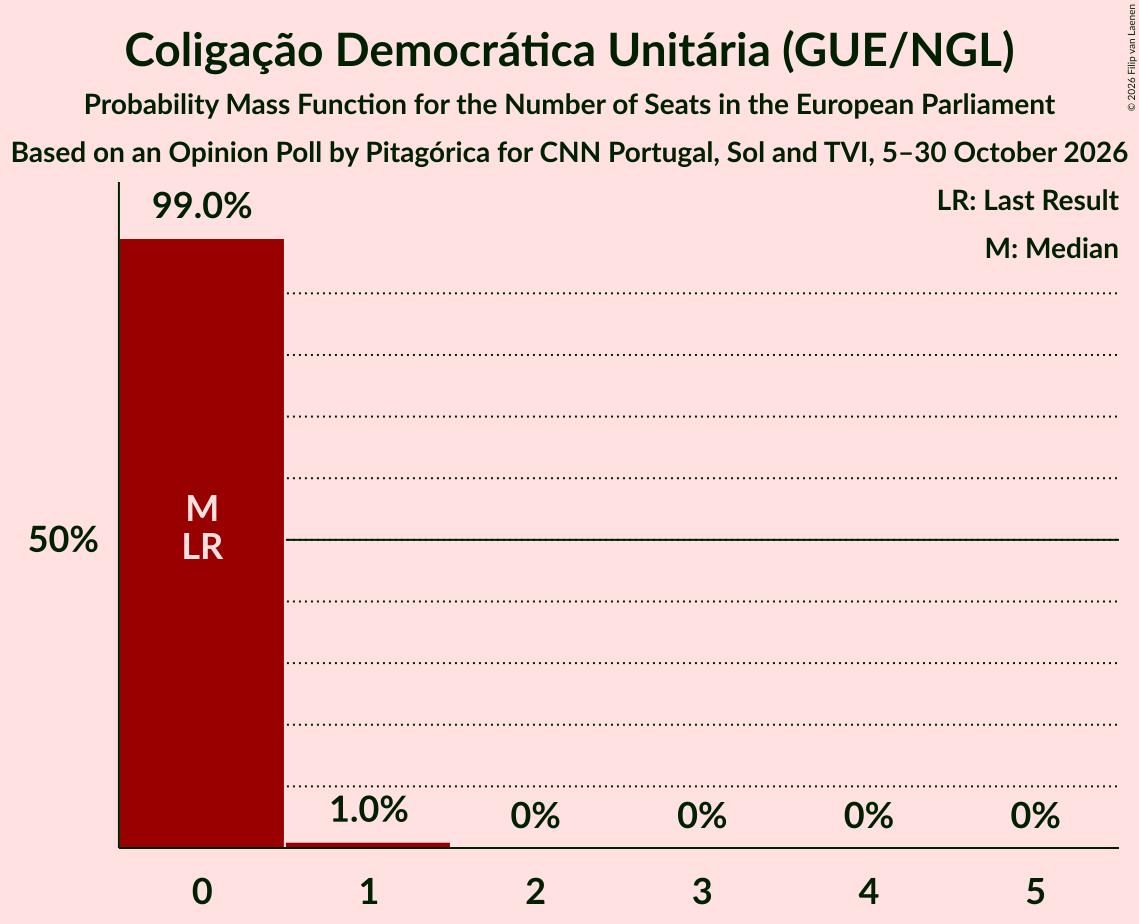 Coligação Democrática Unitária (GUE/NGL)
Probability Mass Function for the Number of Seats in the European Parliament
Based on an Opinion Poll by Pitagórica for CNN Portugal, Sol and TVI, 5–30 October 2026
© 2026 Filip van Laenen
LR: Last Result
M: Median
99.0%
M
LR
50%
1.0%
0%
0%
0%
0%
0
1
2
3
4
5